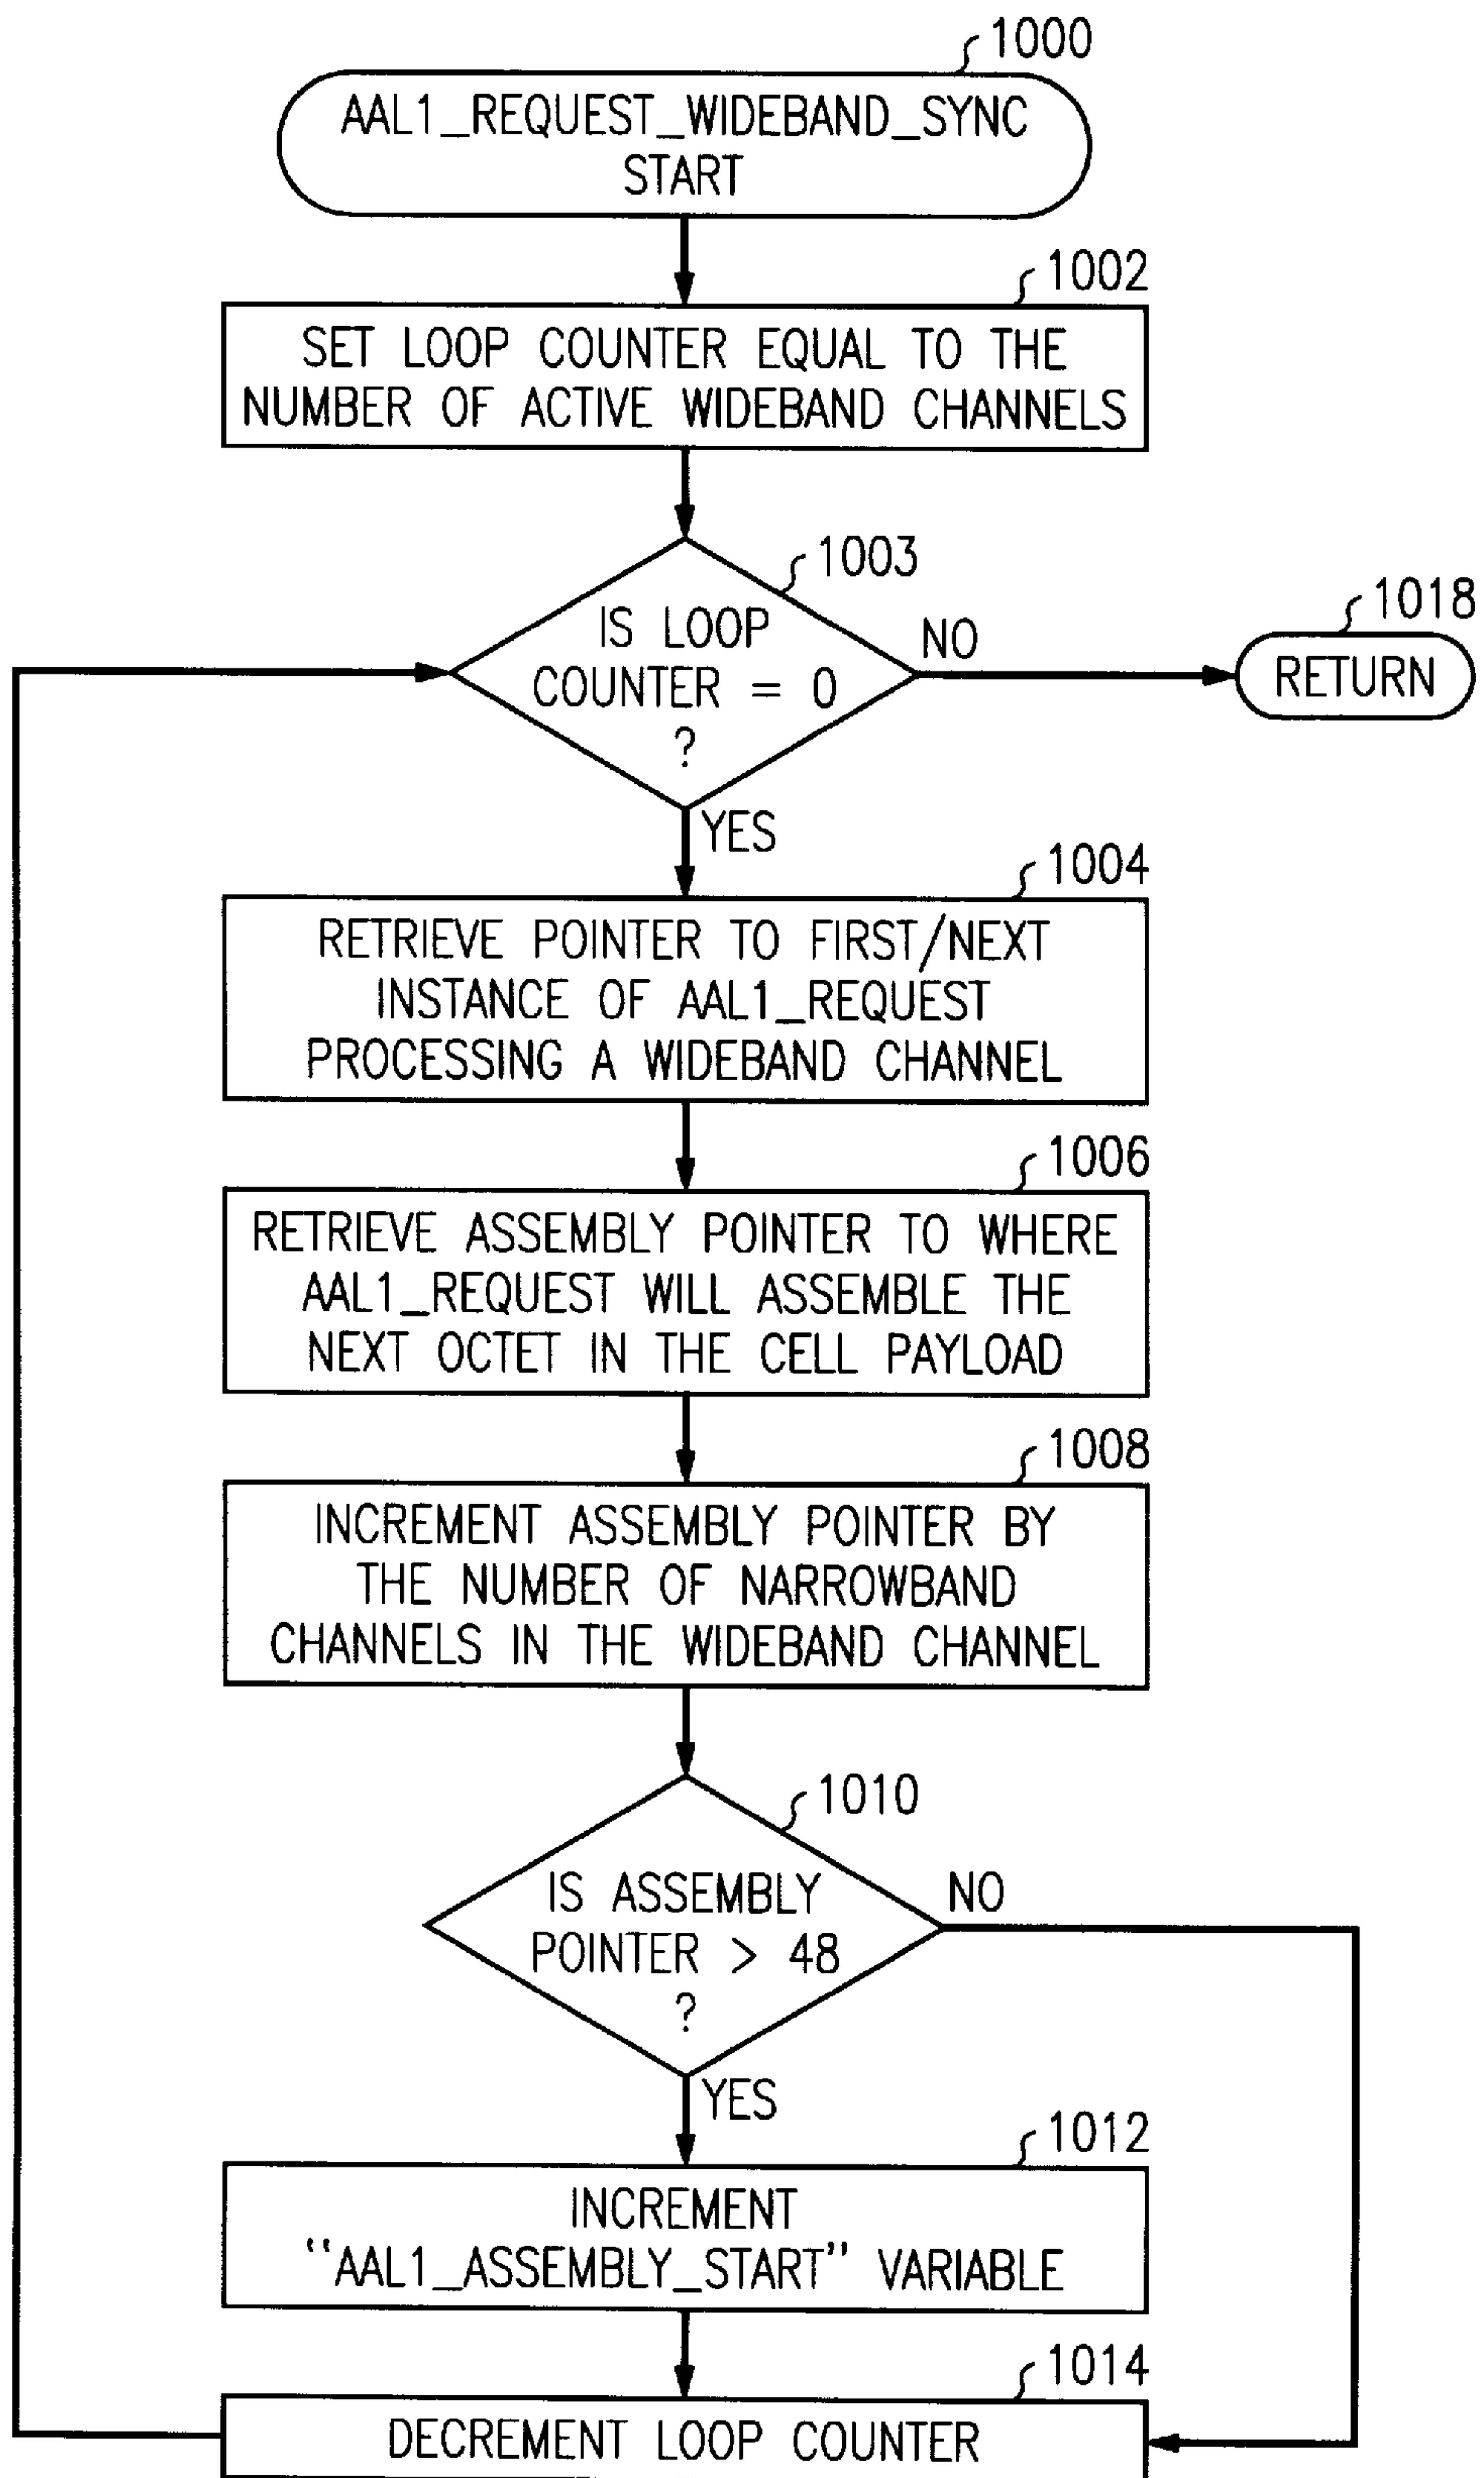 1000
AAL1_REQUEST_WIDEBAND_SYNC
START
1002
SET LOOP COUNTER EQUAL TO THE
NUMBER OF ACTIVE WIDEBAND CHANNELS
1003
IS LOOP
COUNTER = 0
?
NO
1018
RETURN
YES
1004
RETRIEVE POINTER TO FIRST/NEXT
INSTANCE OF AAL1_REQUEST
PROCESSING A WIDEBAND CHANNEL
1006
RETRIEVE ASSEMBLY POINTER TO WHERE
AAL1_REQUEST WILL ASSEMBLE THE
NEXT OCTET IN THE CELL PAYLOAD
1008
INCREMENT ASSEMBLY POINTER BY
THE NUMBER OF NARROWBAND
CHANNELS IN THE WIDEBAND CHANNEL
1010
IS ASSEMBLY
POINTER > 48
?
NO
YES
1012
INCREMENT
"AAL1_ASSEMBLY_START" VARIABLE
1014
DECREMENT LOOP COUNTER